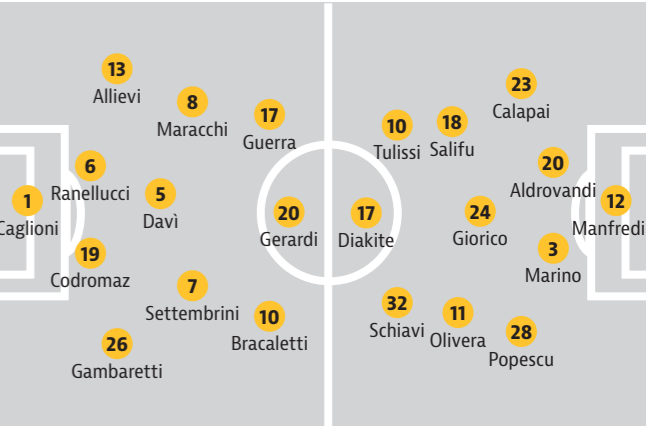 13
Allievi
8
Maracchi
17
Guerra
6
Ranellucci
5
Davì
1
Caglioni
20
Gerardi
19
Codromaz
7
Settembrini
10
Bracaletti
26
Gambaretti
23
Calapai
18
Salifu
10
Tulissi
20
Aldrovandi
12
Manfredi
24
Giorico
17
Diakite
3
Marino
32
Schiavi
11
Olivera
28
Popescu